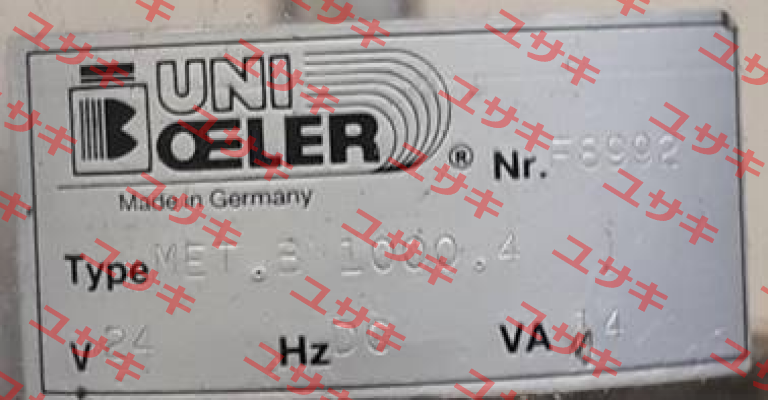 UNI
OELER ®
Nr. F8992
Made in Germany
Type MET.B 1000.4
V 24 Hz DC VA 14
ユサキ